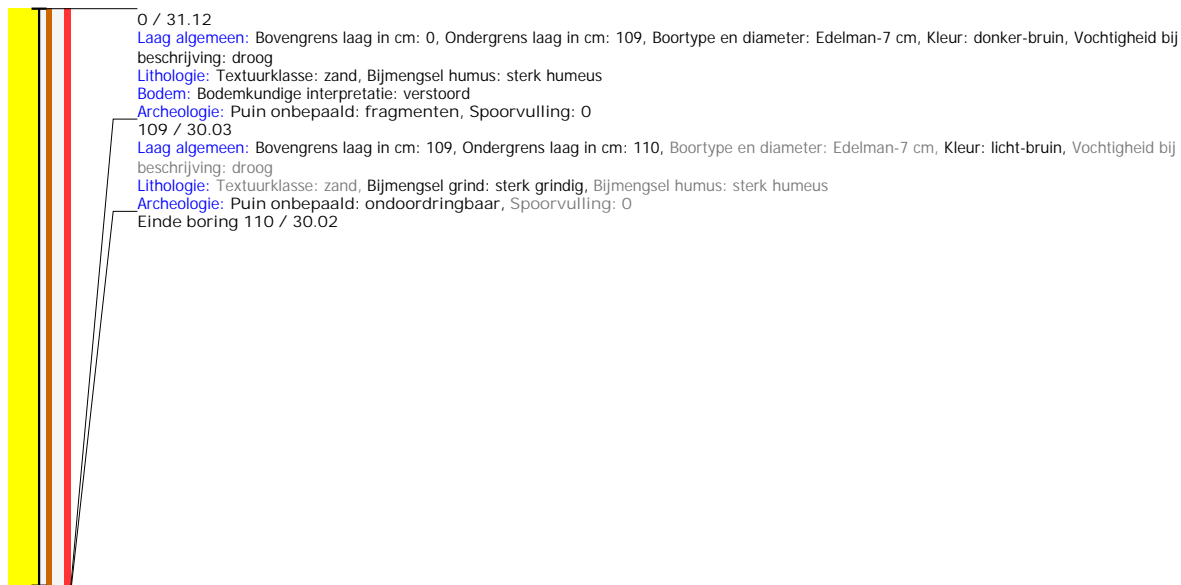 0 / 31.12
Laag algemeen: Bovengrens laag in cm: 0, Ondergrens laag in cm: 109, Boortype en diameter: Edelman-7 cm, Kleur: donker-bruin, Vochtigheid bij
beschrijving: droog
Lithologie: Textuurklasse: zand, Bijmengsel humus: sterk humeus
Bodem: Bodemkundige interpretatie: verstoord
Archeologie: Puin onbepaald: fragmenten, Spoorvulling: 0
109 / 30.03
Laag algemeen: Bovengrens laag in cm: 109, Ondergrens laag in cm: 110, Boortype en diameter: Edelman-7 cm, Kleur: licht-bruin, Vochtigheid bij
beschrijving: droog
Lithologie: Textuurklasse: zand, Bijmengsel grind: sterk grindig, Bijmengsel humus: sterk humeus
Archeologie: Puin onbepaald: ondoordringbaar, Spoorvulling: 0
Einde boring 110 / 30.02